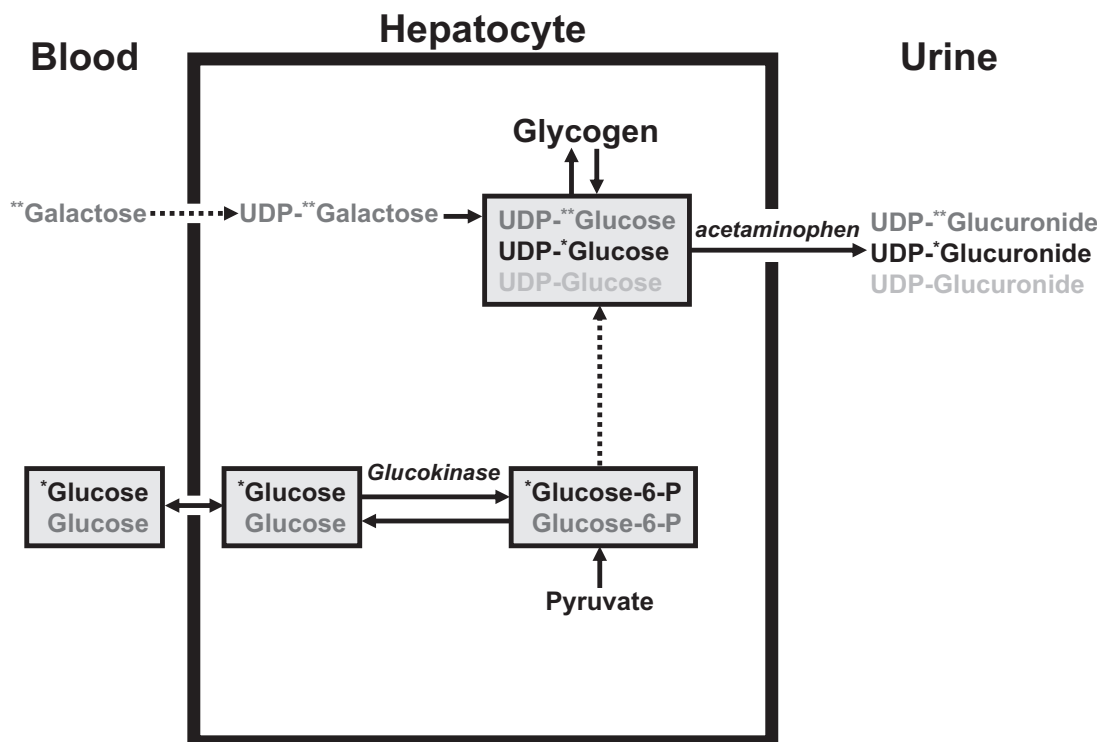 Hepatocyte
Blood
Urine
Glycogen
**Galactose
UDP-**Galactose
UDP-**Glucose
UDP-*Glucose
UDP-Glucose
acetaminophen
UDP-**Glucuronide
UDP-*Glucuronide
UDP-Glucuronide
*Glucose
Glucose
*Glucose
Glucose
Glucokinase
*Glucose-6-P
Glucose-6-P
Pyruvate